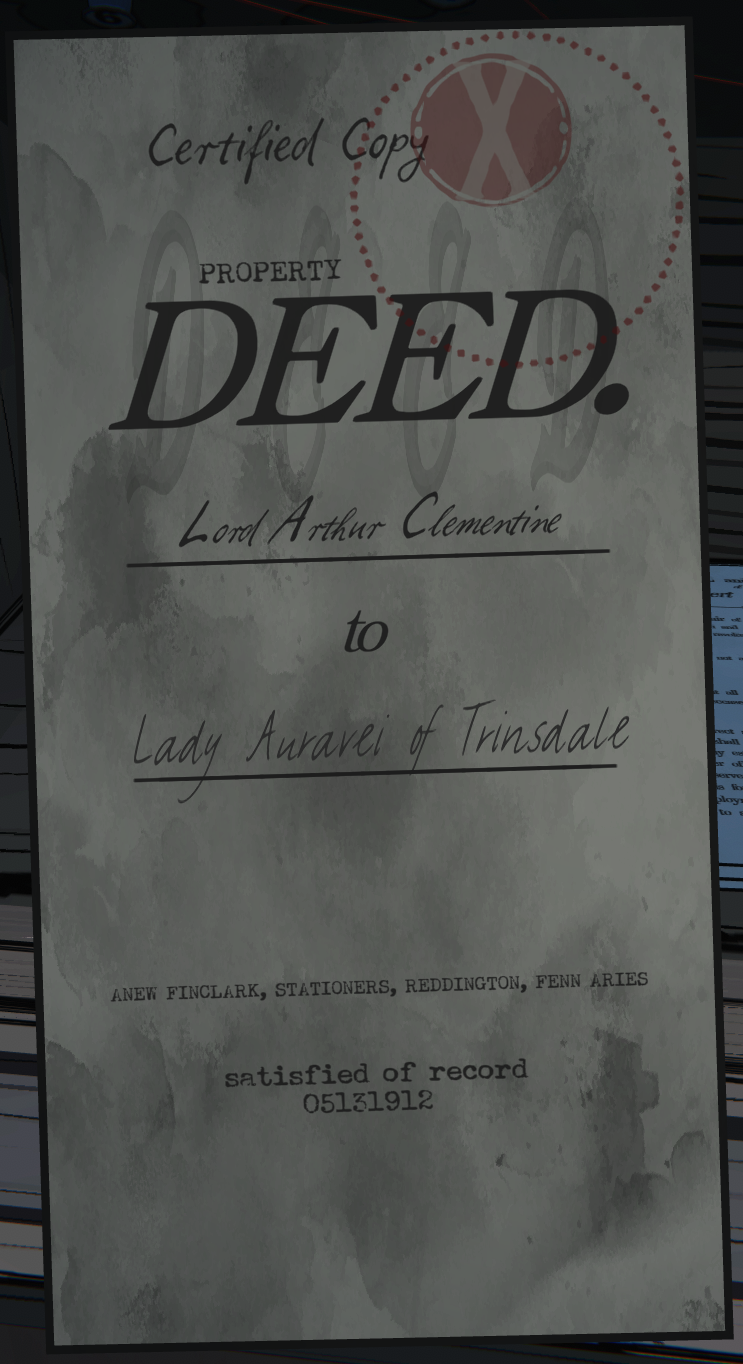 X
Certified Copy
PROPERTY
DEED.
Lord Arthur Clementine
to
Lady Auravei of Trinsdale
ANEW FINCLARK, STATIONERS, REDDINGTON, FENN ARIES
satisfied of record
05131912